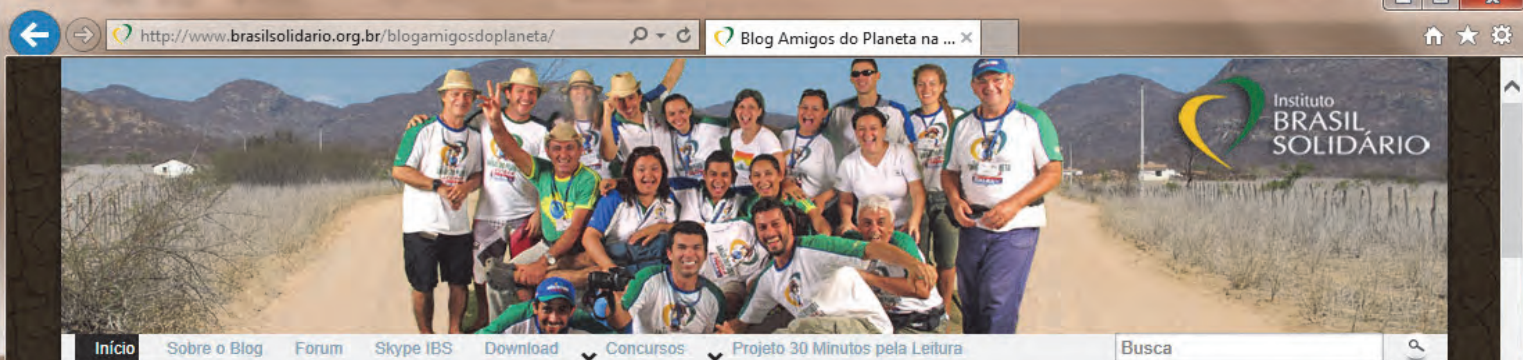 http://www.brasilsolidario.org.br/blogamigosdoplaneta/
Blog Amigos do Planeta na ...
Instituto
BRASIL
SOLIDÁRIO
Início Sobre o Blog Forum Skype IBS Download Concursos Projeto 30 Minutos pela Leitura Busca